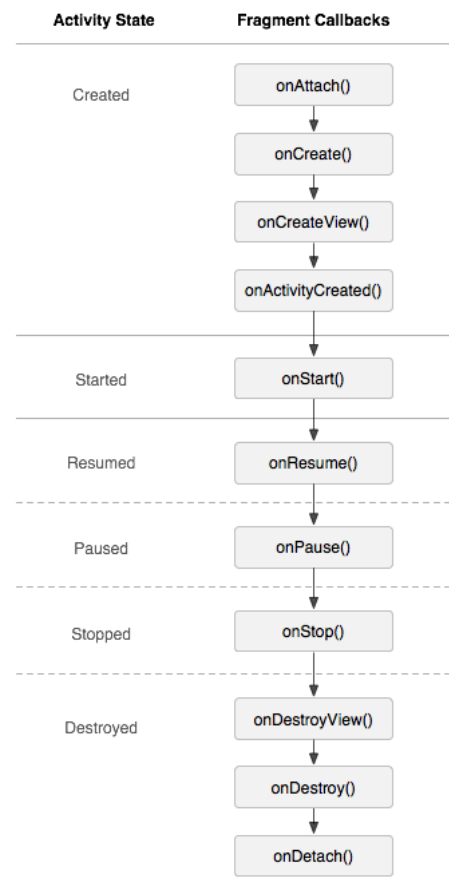 Activity State Fragment Callbacks
Created
onAttach()
onCreate()
onCreateView()
onActivityCreated()
Started onStart()
Resumed onResume()
Paused onPause()
Stopped onStop()
Destroyed
onDestroyView()
onDestroy()
onDetach()